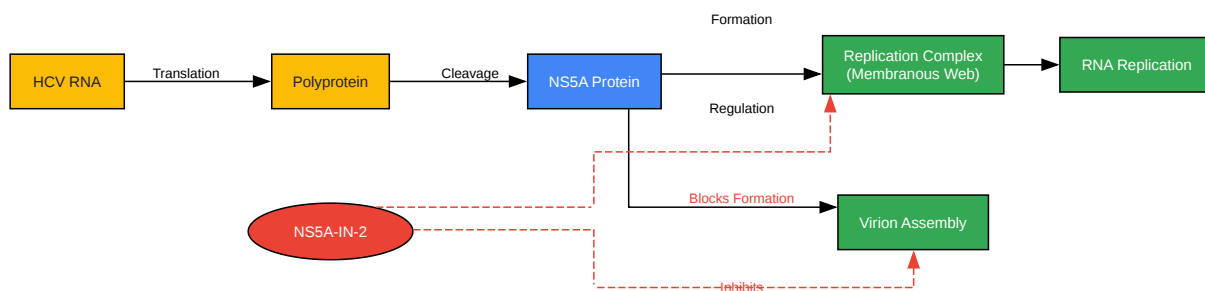 Formation
HCV RNA
Translation
Polyprotein
Cleavage
NS5A Protein
Replication Complex
(Membranous Web)
RNA Replication
Regulation
Blocks Formation
NS5A-IN-2
Virion Assembly
Inhibits